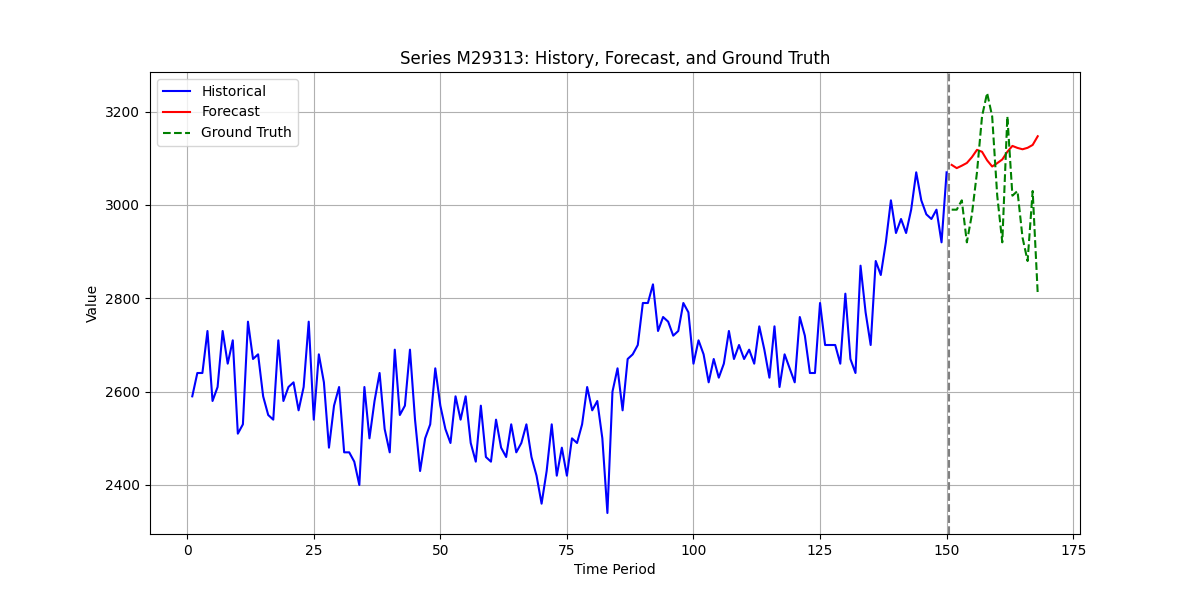 Series M29313: History, Forecast, and Ground Truth
Historical
Forecast
Ground Truth
3200
3000
2800
2600
2400
Value
0 25 50 75 100 125 150 175
Time Period